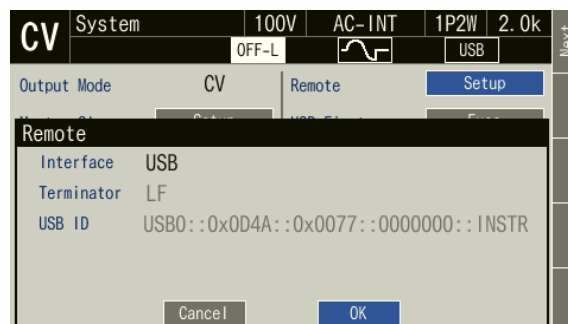 CV System 100V AC-INT 1P2W 2.0k Next
OFF-L USB
Output Mode CV Remote Setup
Remote
Interface USB
Terminator LF
USB ID USB0::0x0D4A::0x0077::0000000::INSTR
Cancel OK